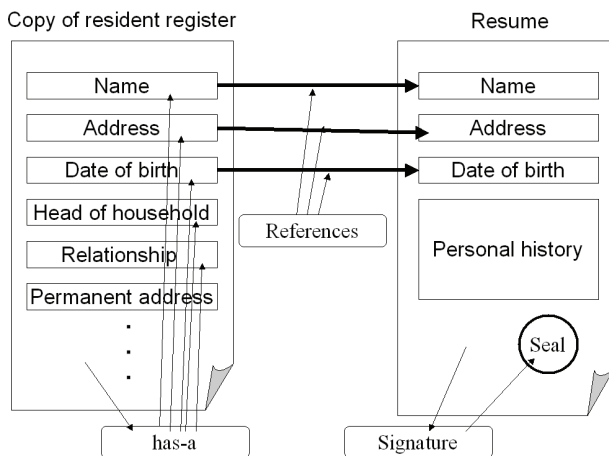 Copy of resident register
Resume
Name
Address
Date of birth
Head of household
Relationship
Permanent address
Name
Address
Date of birth
Personal history
References
Seal
has-a
Signature